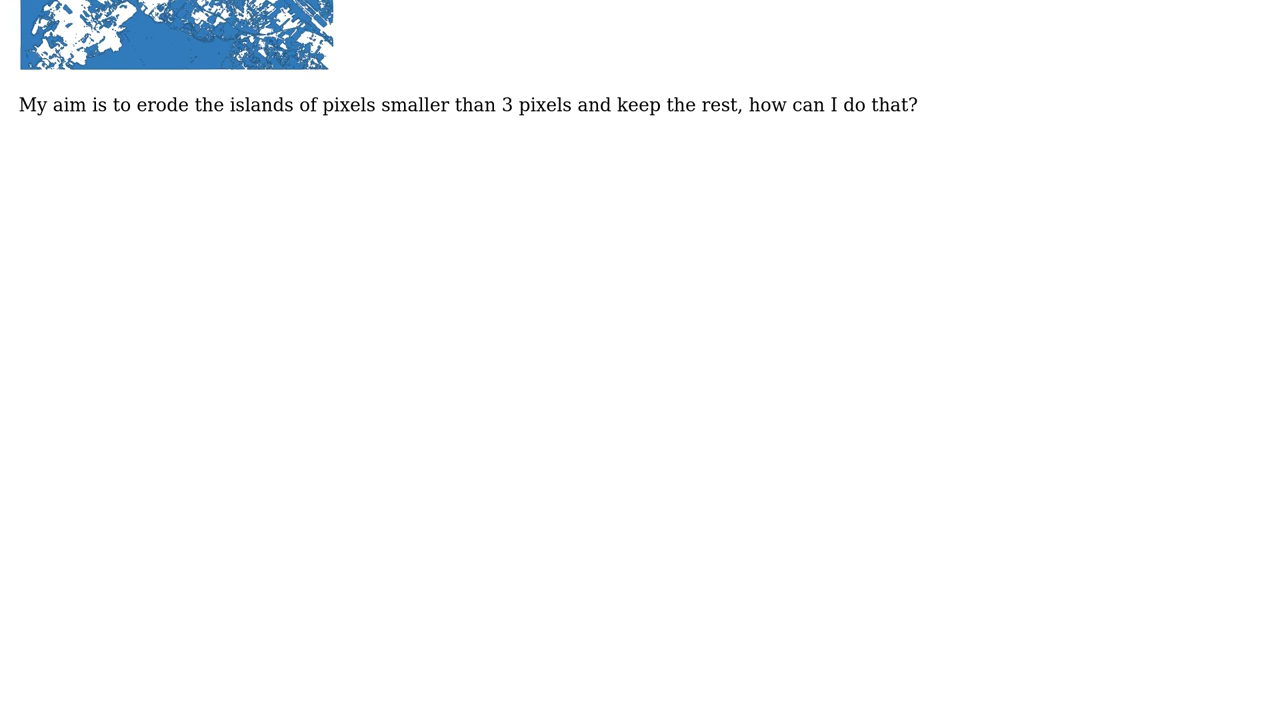 My aim is to erode the islands of pixels smaller than 3 pixels and keep the rest, how can I do that?